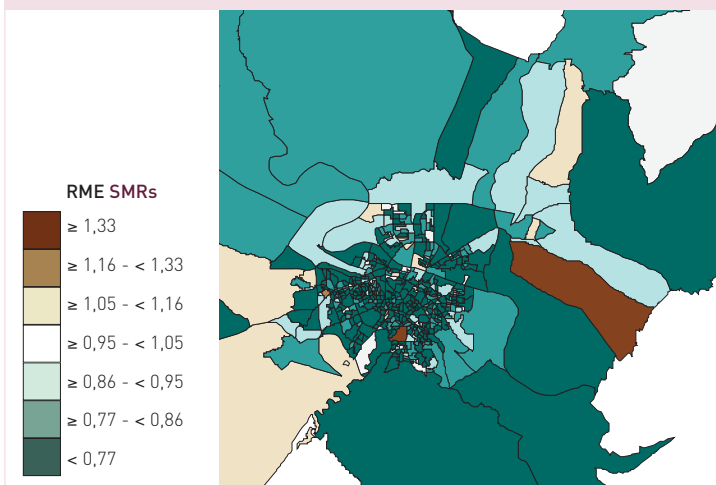 RME SMRs
≥ 1,33
≥ 1,16 - < 1,33
≥ 1,05 - < 1,16
≥ 0,95 - < 1,05
≥ 0,86 - < 0,95
≥ 0,77 - < 0,86
< 0,77